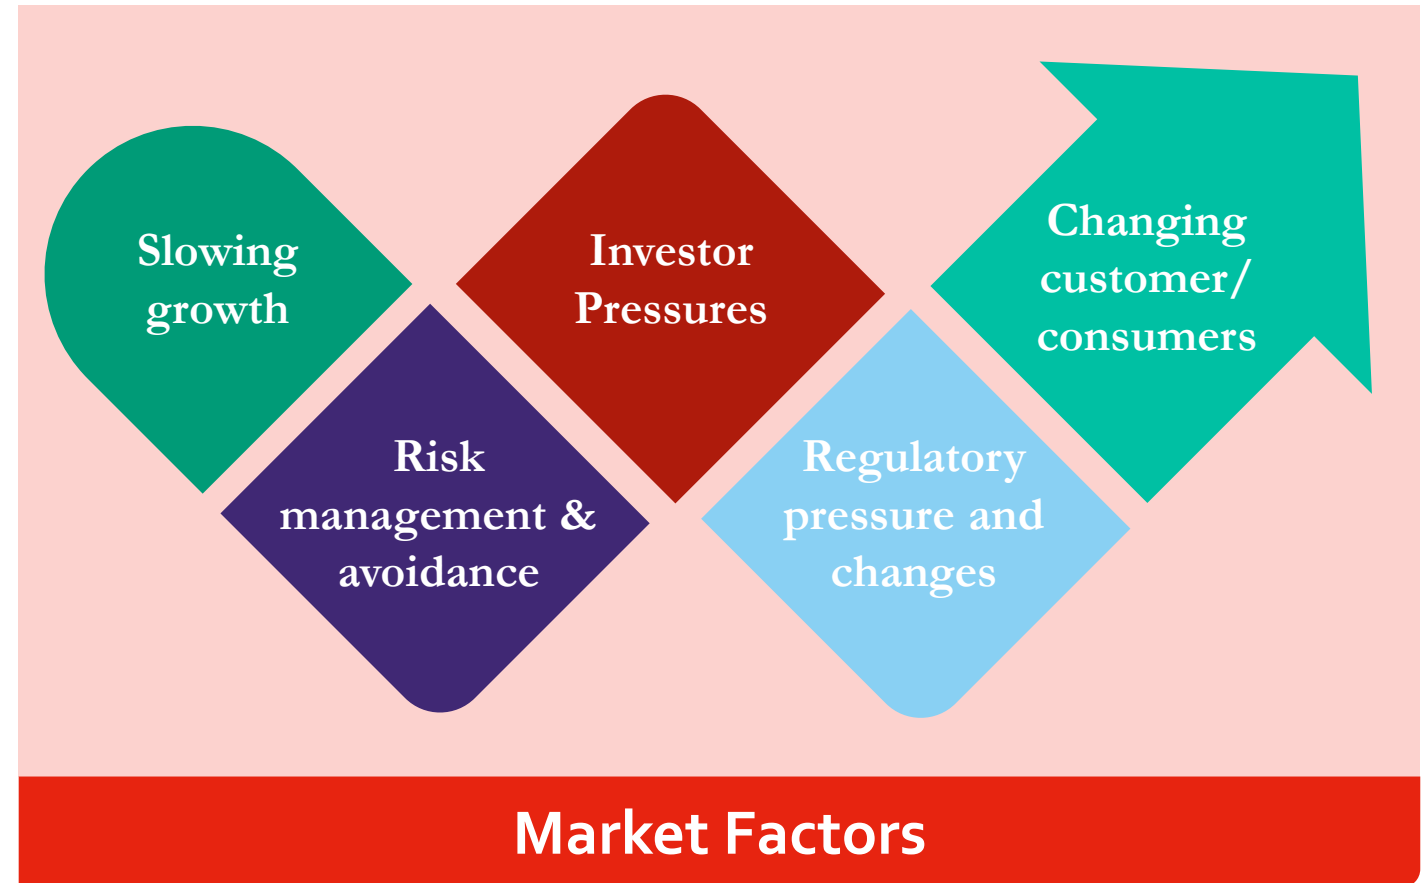 Slowing
growth
Risk
management &
avoidance
Investor
Pressures
Regulatory
pressure and
changes
Changing
customer/
consumers
Market Factors